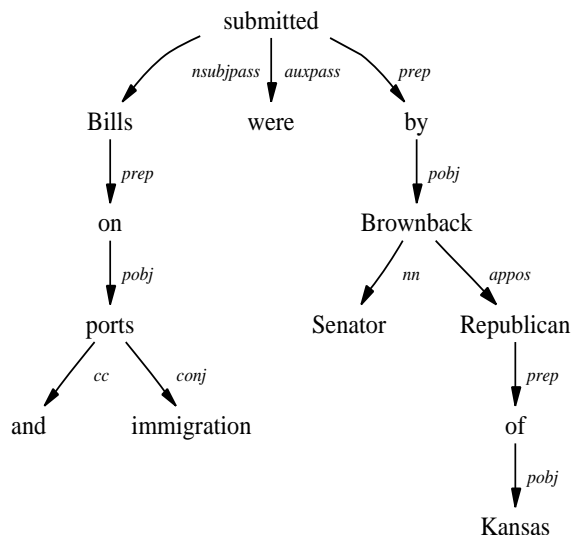 submitted
nsubjpass auxpass prep
Bills were by
prep pobj
on Brownback
pobj nn appos
ports Senator Republican
cc conj prep
and immigration of
pobj
Kansas